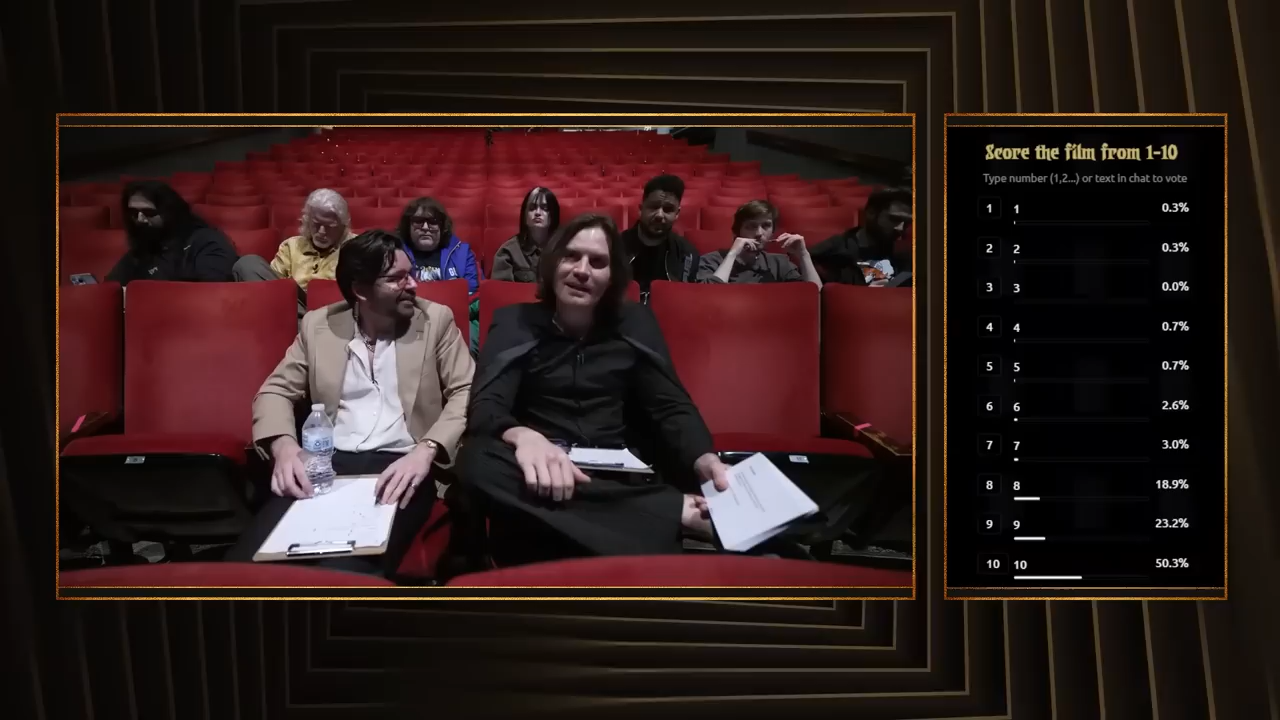 Score the film from 1-10
Type number (1,2...) or text in chat to vote
1 1 0.3%
2 2 0.3%
3 3 0.0%
4 4 0.7%
5 5 0.7%
6 6 2.6%
7 7 3.0%
8 8 18.9%
9 9 23.2%
10 10 50.3%